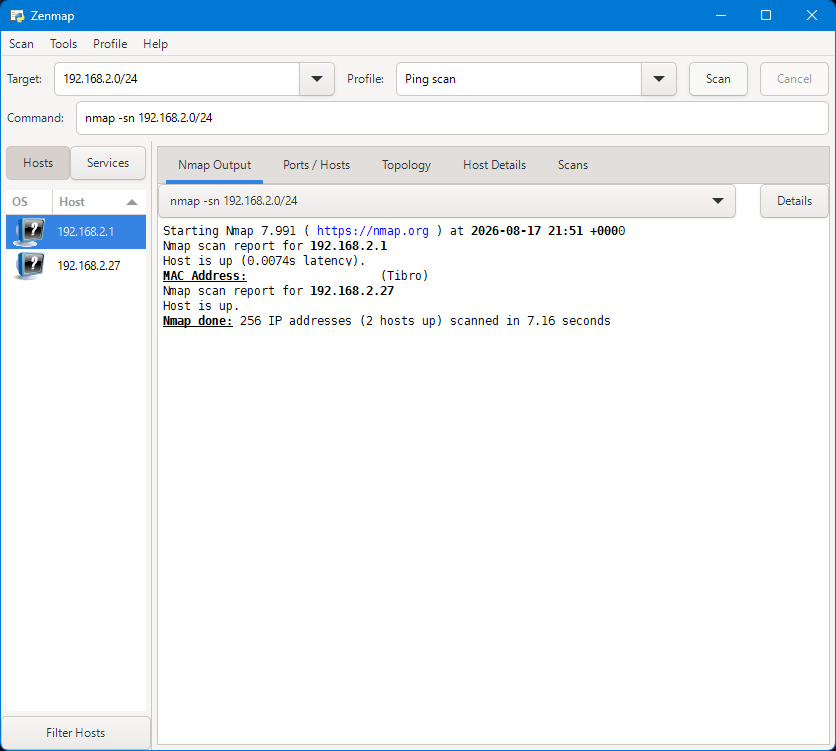 Zenmap
Scan Tools Profile Help
Target: 192.168.2.0/24 Profile: Ping scan Scan Cancel
Command: nmap -sn 192.168.2.0/24
Hosts Services
OS Host
192.168.2.1
192.168.2.27
Filter Hosts
Nmap Output Ports / Hosts Topology Host Details Scans
nmap -sn 192.168.2.0/24 Details
Starting Nmap 7.991 ( https://nmap.org ) at 2026-08-17 21:51 +0000
Nmap scan report for 192.168.2.1
Host is up (0.0074s latency).
MAC Address: (Tibro)
Nmap scan report for 192.168.2.27
Host is up.
Nmap done: 256 IP addresses (2 hosts up) scanned in 7.16 seconds